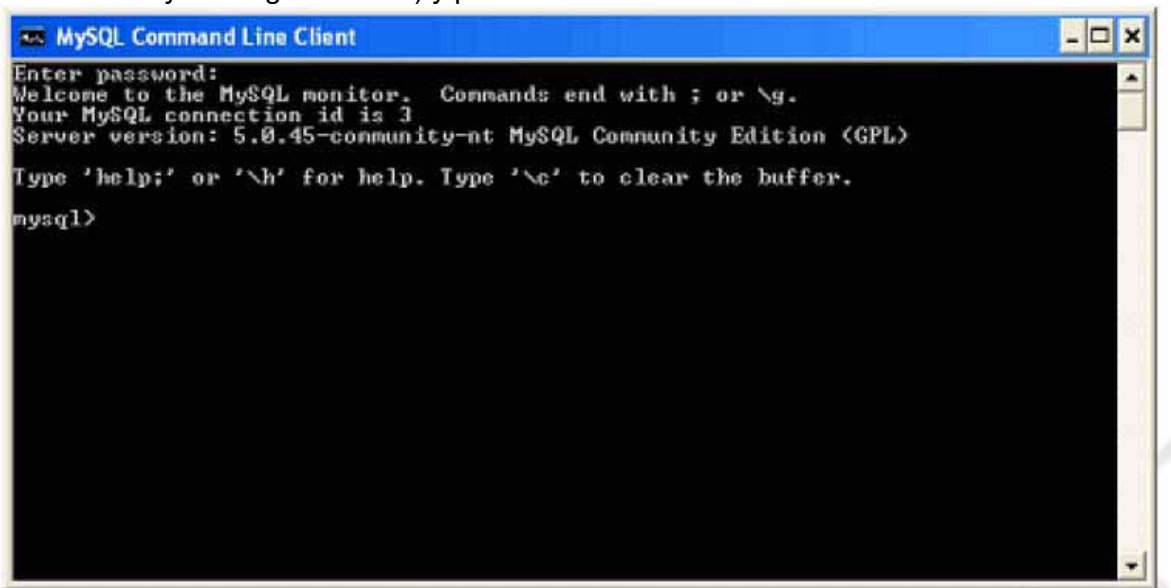 MySQL Command Line Client
Enter password:
Welcome to the MySQL monitor.  Commands end with ; or \g.
Your MySQL connection id is 3
Server version: 5.0.45-community-nt MySQL Community Edition (GPL)
Type 'help;' or '\h' for help. Type '\c' to clear the buffer.
mysql>